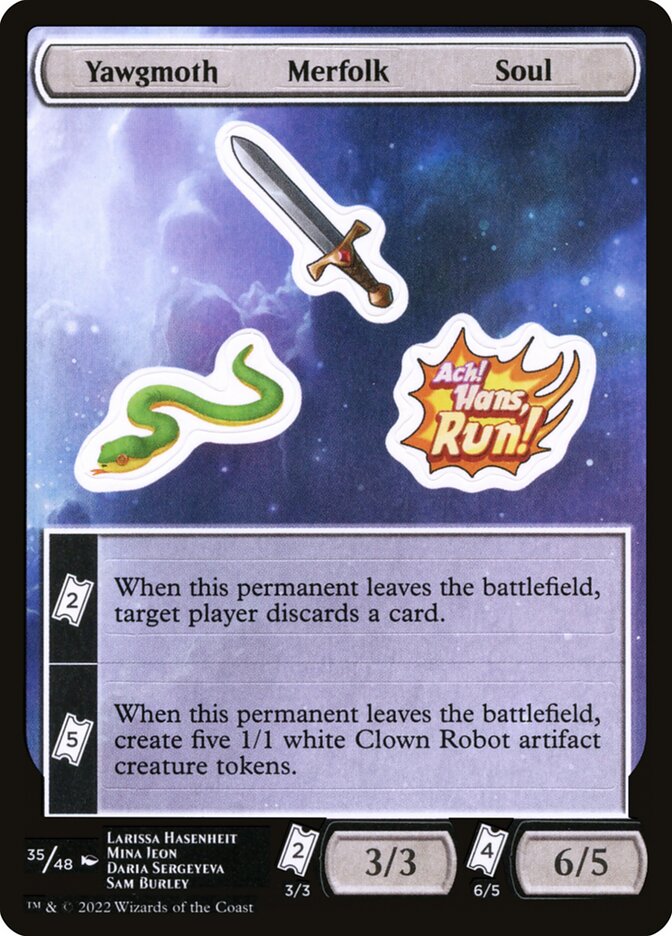 Yawgmoth Merfolk Soul
Ach!
Hans,
Run!
2
When this permanent leaves the battlefield,
target player discards a card.
5
When this permanent leaves the battlefield,
create five 1/1 white Clown Robot artifact
creature tokens.
35/48
Larissa Hasenheit
Mina Jeon
Daria Sergeyeva
Sam Burley
2
3/3
3/3
4
6/5
6/5
™ & © 2022 Wizards of the Coast